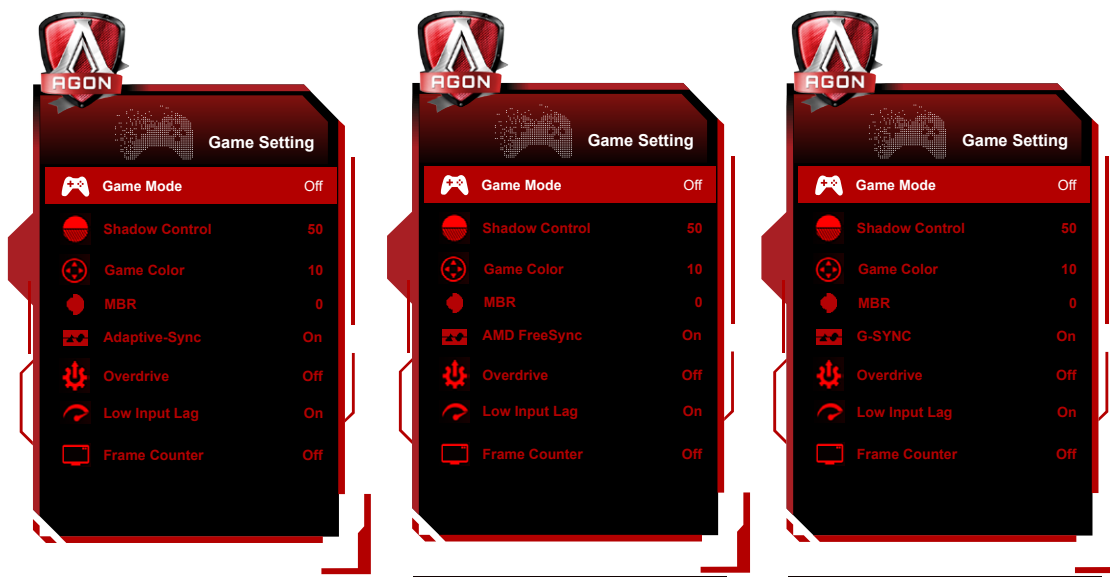 AGON
Game Setting
Game Mode Off
Shadow Control 50
Game Color 10
MBR 0
Adaptive-Sync On
Overdrive Off
Low Input Lag On
Frame Counter Off
AGON
Game Setting
Game Mode Off
Shadow Control 50
Game Color 10
MBR 0
AMD FreeSync On
Overdrive Off
Low Input Lag On
Frame Counter Off
AGON
Game Setting
Game Mode Off
Shadow Control 50
Game Color 10
MBR 0
G-SYNC On
Overdrive Off
Low Input Lag On
Frame Counter Off